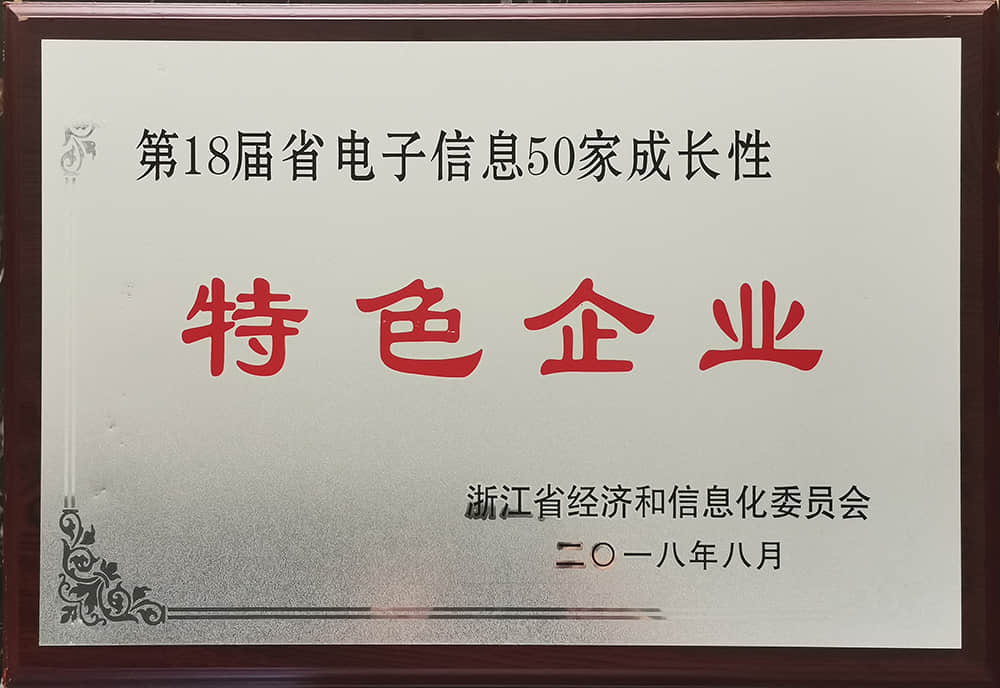 第18届省电子信息50家成长性
特色企业
浙江省经济和信息化委员会
二〇一八年八月